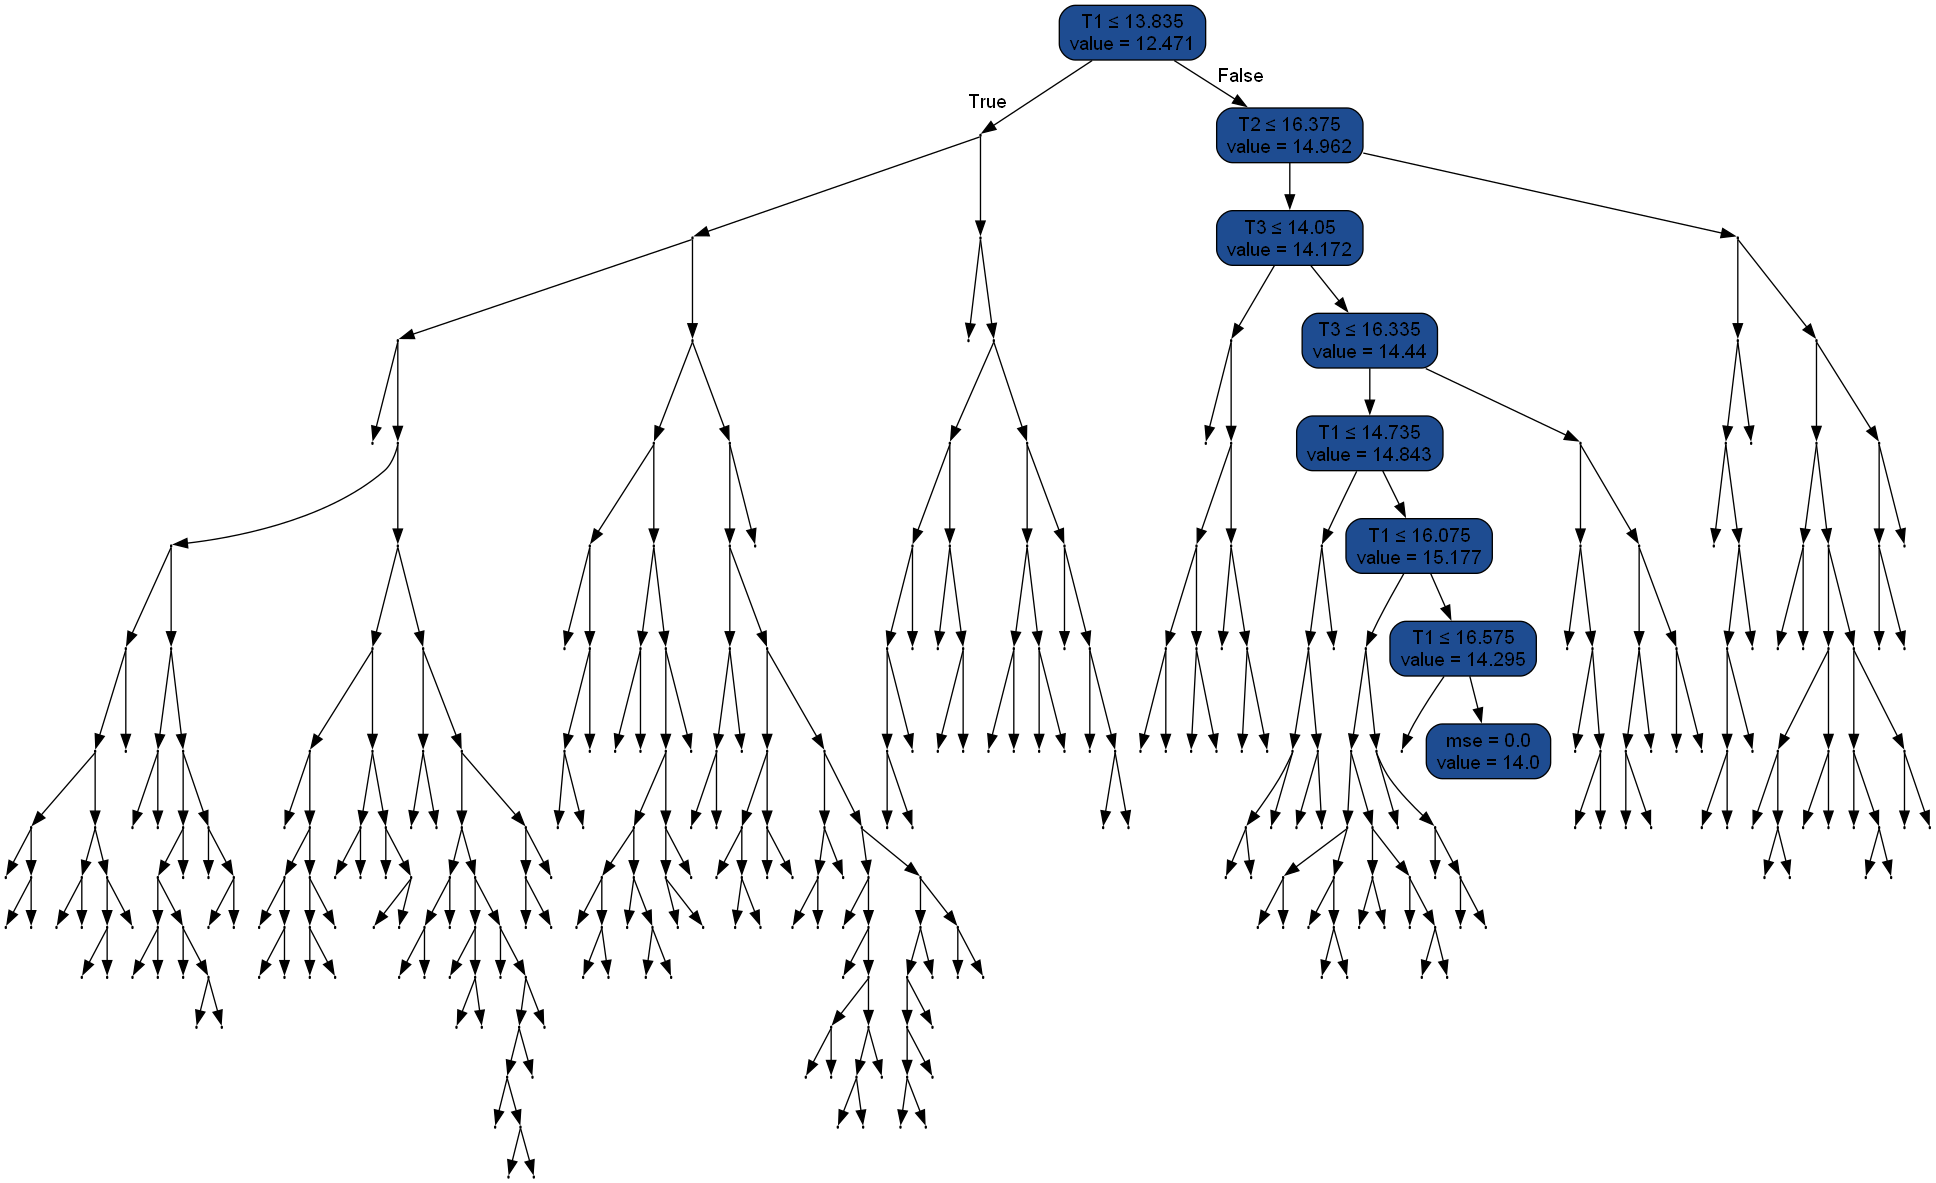 T1 ≤ 13.835
value = 12.471
True
False
T2 ≤ 16.375
value = 14.962
T3 ≤ 14.05
value = 14.172
T3 ≤ 16.335
value = 14.44
T1 ≤ 14.735
value = 14.843
T1 ≤ 16.075
value = 15.177
T1 ≤ 16.575
value = 14.295
mse = 0.0
value = 14.0